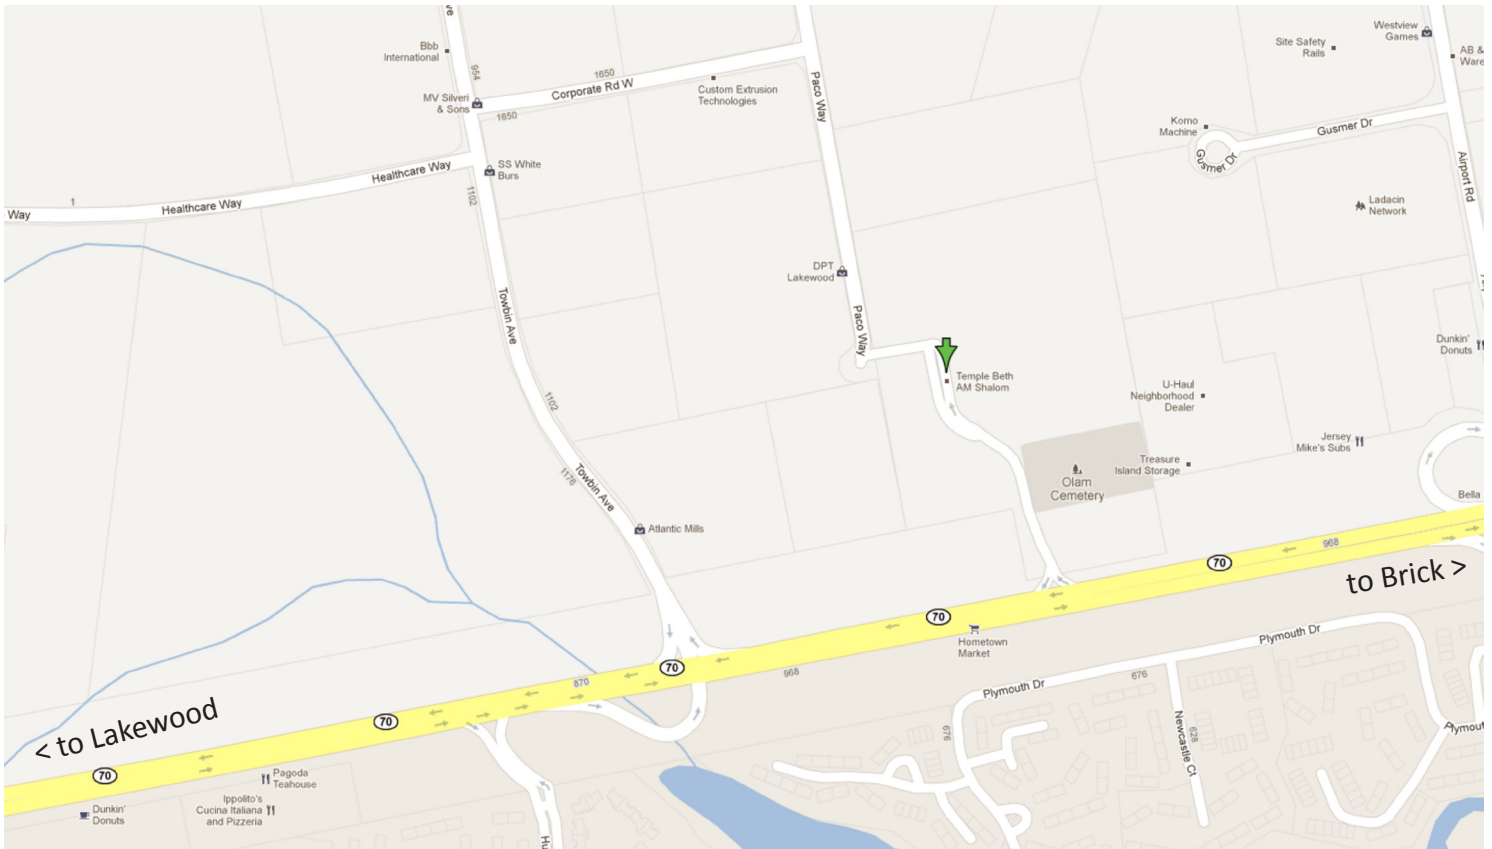 ve
Bbb
International
954
MV Silveri
& Sons
1650
Corporate Rd W
1650
Custom Extrusion
Technologies
Paco Way
Site Safety
Rails
Westview
Games
AB &
Ware
Komo
Machine
Gusmer Dr
Gusmer Dr
Airport Rd
SS White
Burs
Healthcare Way
1102
1
Way
Healthcare Way
Ladacin
Network
DPT
Lakewood
Towbin Ave
Paco Way
Dunkin'
Donuts
Temple Beth
AM Shalom
U-Haul
Neighborhood
Dealer
1102
Jersey
Mike's Subs
Treasure
Island Storage
1176
Towbin Ave
Olam
Cemetery
Bella
Atlantic Mills
968
70
to Brick >
70
Hometown
Market
Plymouth Dr
70
968
870
Plymouth Dr
676
676
Newcastle Ct
628
Plymout
70
< to Lakewood
70
Pagoda
Teahouse
Ippolito's
Cucina Italiana
and Pizzeria
Dunkin'
Donuts
Hu